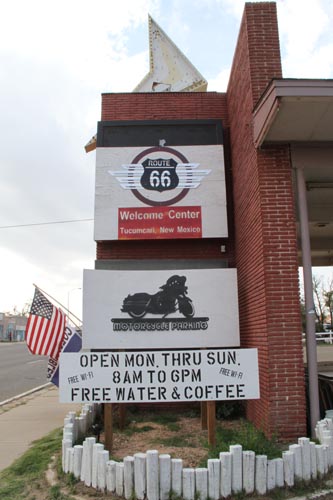 ROUTE
66
Welcome Center
Tucumcari, New Mexico
MOTORCYCLE PARKING
OPEN MON. THRU SUN.
FREE WI-FI 8AM TO 6PM FREE WI-FI
FREE WATER & COFFEE